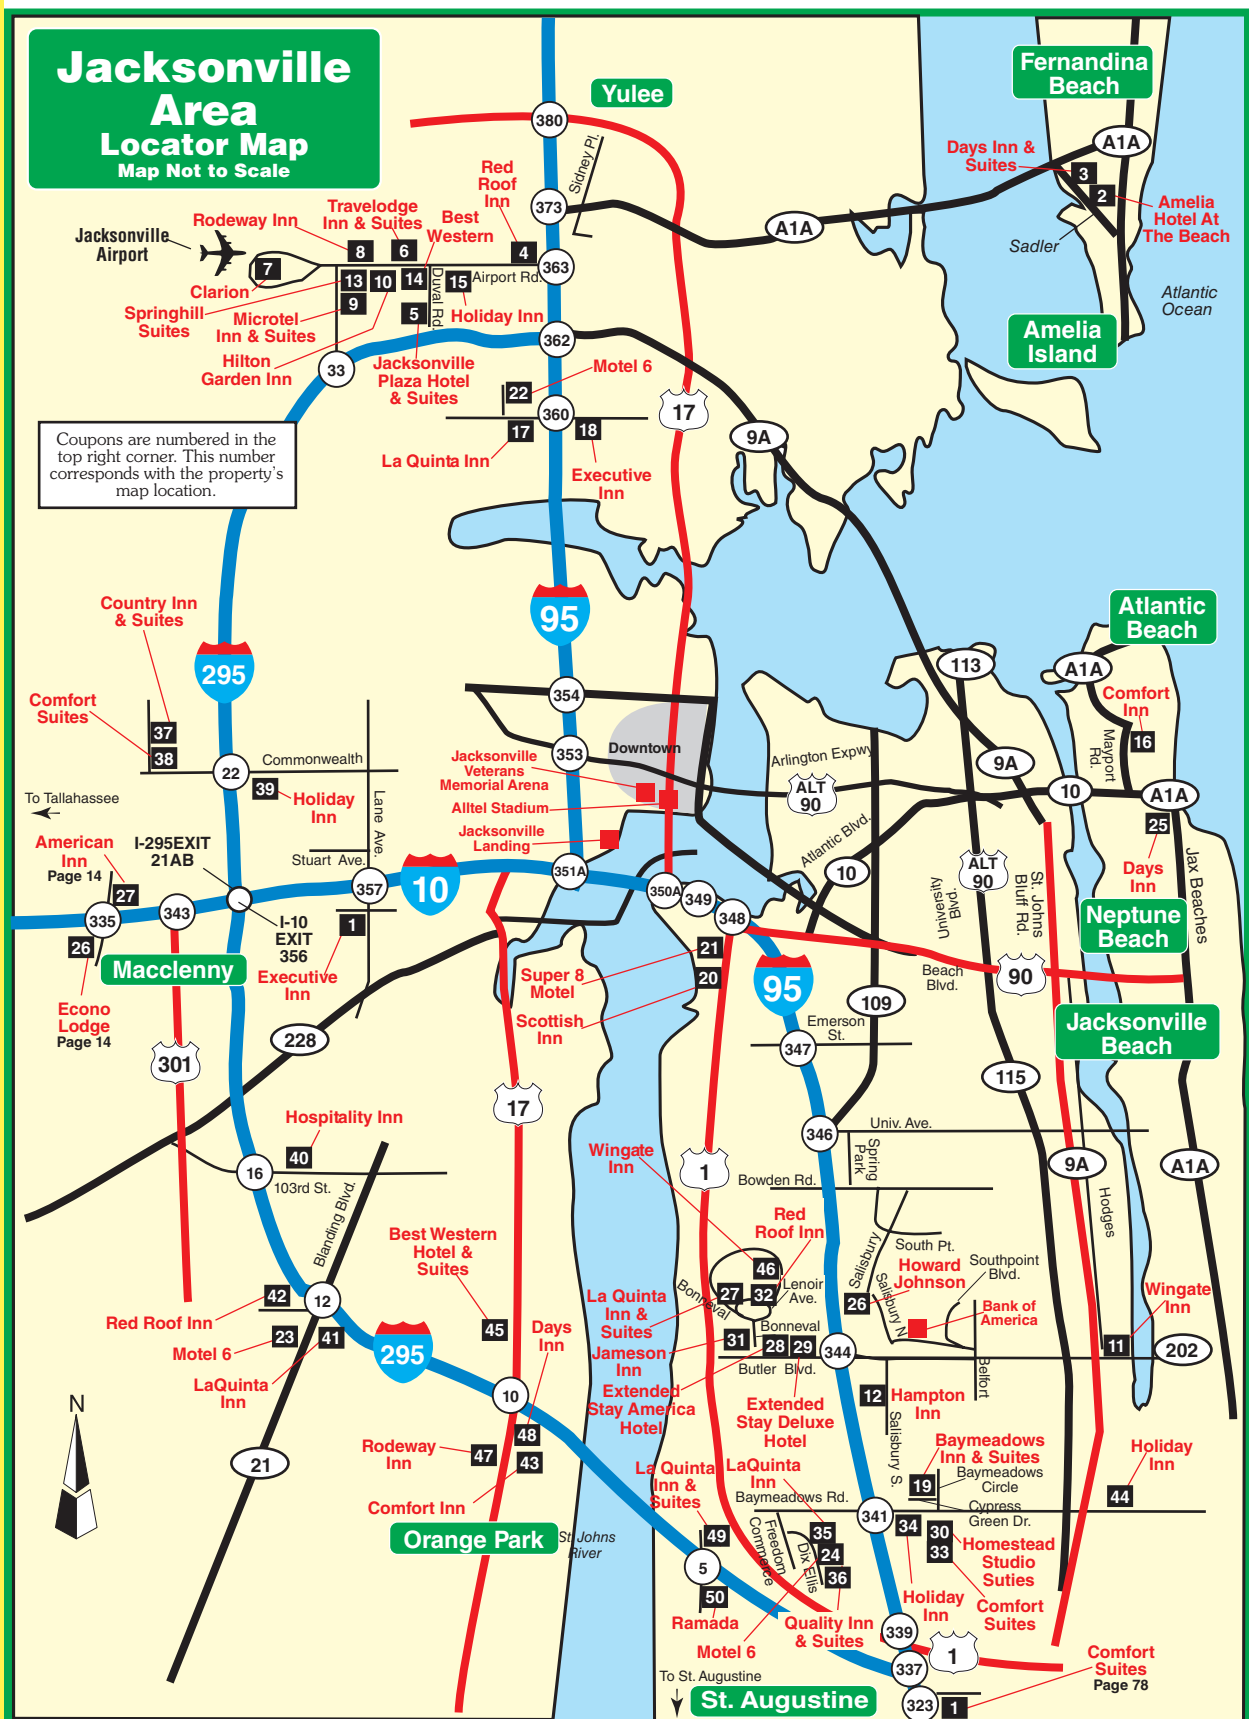 Jacksonville
Area
Locator Map
Map Not to Scale
Yulee
Fernandina
Beach
380
A1A
Days Inn &
Suites
3
2
Amelia
Hotel At
The Beach
Sadler
Atlantic
Ocean
Amelia
Island
Sidney Pl.
373
A1A
Red
Roof
Inn
4
363
Travelodge
Inn & Suites
Best
Western
Rodeway Inn
Jacksonville
Airport
8
6
7
Clarion
13
10
14
15
Airport Rd.
Duval Rd.
Springhill
Suites
9
Microtel
Inn & Suites
5
Holiday Inn
Hilton
Garden Inn
Jacksonville
Plaza Hotel
& Suites
33
362
Motel 6
22
360
17
18
La Quinta Inn
Executive
Inn
17
9A
Coupons are numbered in the
top right corner. This number
corresponds with the property's
map location.
95
295
Country Inn
& Suites
Comfort
Suites
37
38
22
Commonwealth
39
Holiday
Inn
Lane Ave.
To Tallahassee
American
Inn
Page 14
I-295EXIT
21AB
Stuart Ave.
27
335
343
357
10
351A
26
Macclenny
I-10
EXIT
356
1
Executive
Inn
Econo
Lodge
Page 14
354
353
Downtown
Jacksonville
Veterans
Memorial Arena
Alltel Stadium
Jacksonville
Landing
350A
349
348
Arlington Expwy
ALT
90
Atlantic Blvd.
10
113
9A
10
Atlantic
Beach
A1A
Comfort
Inn
Mayport
Rd.
16
A1A
25
Days
Inn
Jax Beaches
Neptune
Beach
ALT
90
University
Blvd.
St. Johns
Bluff Rd.
Beach
Blvd.
90
Jacksonville
Beach
21
Super 8
Motel
20
Scottish
Inn
95
109
Emerson
St.
347
115
228
301
17
346
Univ. Ave.
Spring
Park
9A
A1A
1
Bowden Rd.
Hodges
Hospitality Inn
40
16
103rd St.
Blanding Blvd.
Wingate
Inn
Red
Roof Inn
46
South Pt.
Salisbury
Howard
Johnson
Southpoint
Blvd.
Lenoir
Ave.
27
32
26
Salisbury N.
Bank of
America
Bonneval
La Quinta
Inn &
Suites
31
Bonneval
28
29
Jameson
Inn
Butler Blvd.
344
Belfort
Wingate
Inn
11
202
Extended
Stay America
Hotel
Extended
Stay Deluxe
Hotel
12
Hampton
Inn
Salisbury S.
Best Western
Hotel &
Suites
45
Days
Inn
42
12
Red Roof Inn
23
41
Motel 6
295
LaQuinta
Inn
N
10
48
47
43
Rodeway
Inn
Comfort Inn
21
Orange Park
St. Johns
River
La Quinta
Inn &
Suites
LaQuinta
Inn
Baymeadows Rd.
Baymeadows
Inn & Suites
19
Baymeadows
Circle
Cypress
Green Dr.
Holiday
Inn
44
341
49
5
50
Ramada
Freedom
Commerce
Dix Ellis
35
24
36
34
30
33
Homestead
Studio
Suties
Comfort
Suites
Holiday
Inn
Motel 6
Quality Inn
& Suites
339
1
337
323
1
Comfort
Suites
Page 78
To St. Augustine
St. Augustine